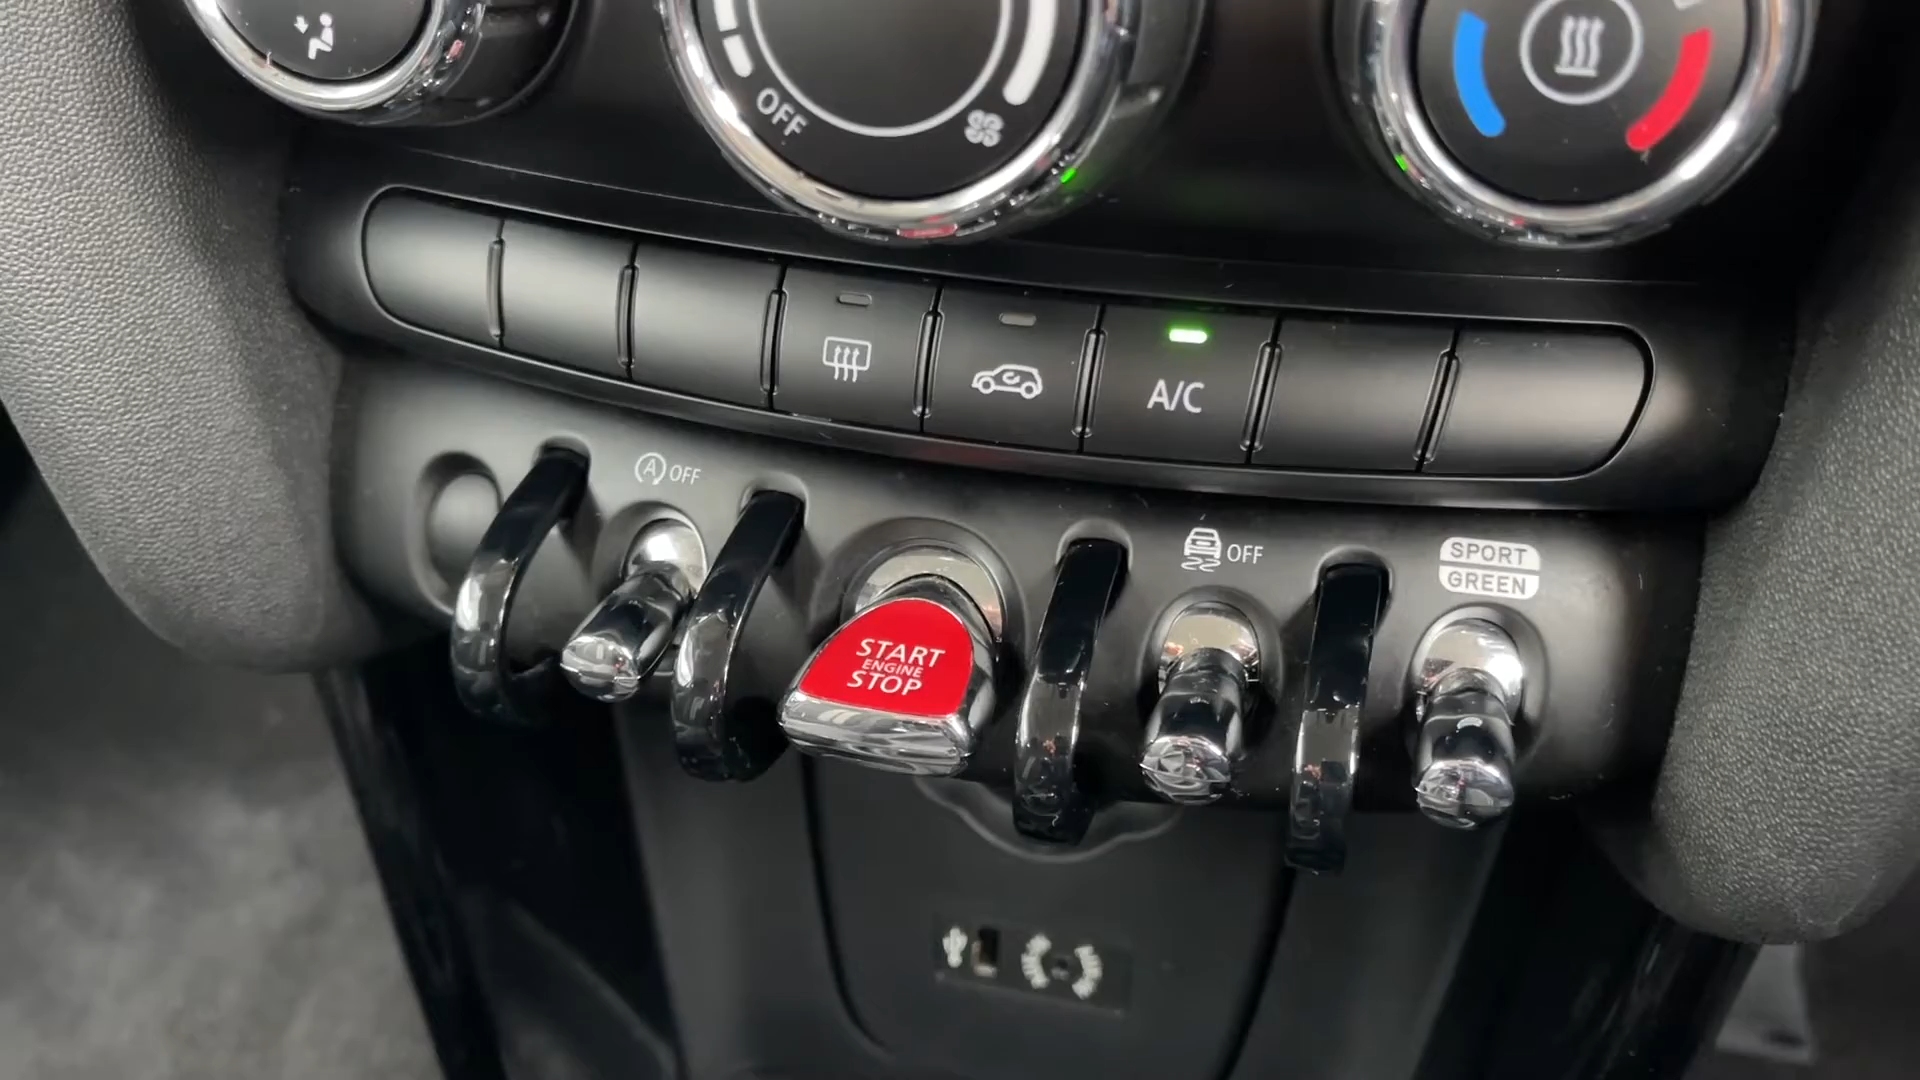 OFF
A/C
A OFF
OFF
SPORT
GREEN
START
ENGINE
STOP